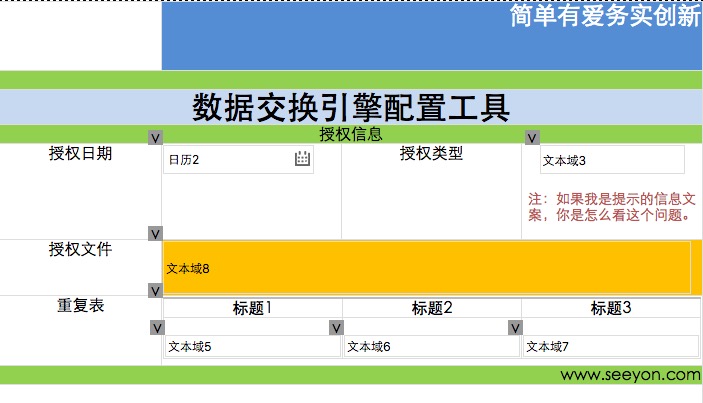 简单有爱务实创新
数据交换引擎配置工具
授权信息
V
V
授权日期
日历2
授权类型
文本域3
注：如果我是提示的信息文
案，你是怎么看这个问题。
V
授权文件
文本域8
V
重复表
标题1
标题2
标题3
V
V
文本域5
文本域6
文本域7
www.seeyon.com